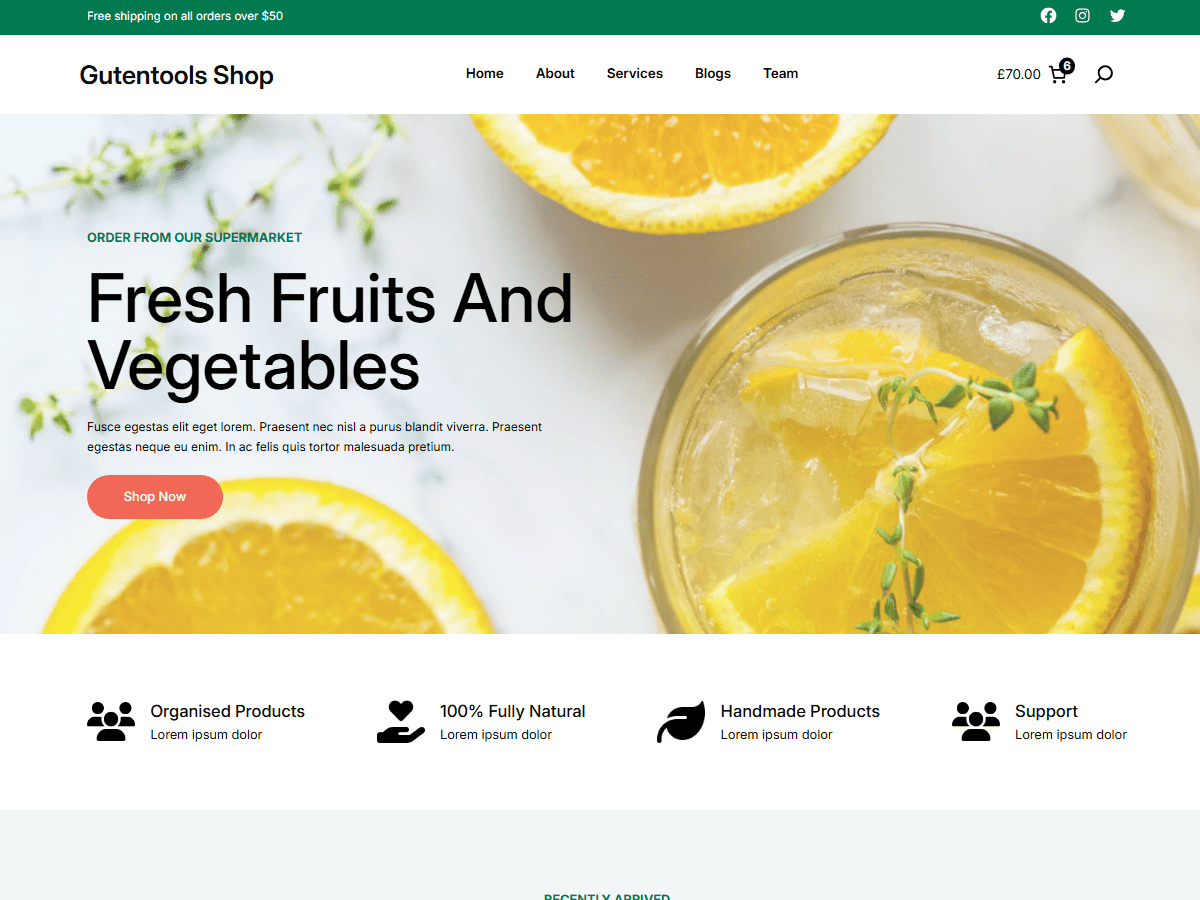 Free shipping on all orders over $50
Gutentools Shop
Home About Services Blogs Team
£70.00 6
ORDER FROM OUR SUPERMARKET
Fresh Fruits And
Vegetables
Fusce egestas elit eget lorem. Praesent nec nisl a purus blandit viverra. Praesent
egestas neque eu enim. In ac felis quis tortor malesuada pretium.
Shop Now
Organised Products
Lorem ipsum dolor
100% Fully Natural
Lorem ipsum dolor
Handmade Products
Lorem ipsum dolor
Support
Lorem ipsum dolor
RECENTLY ARRIVED